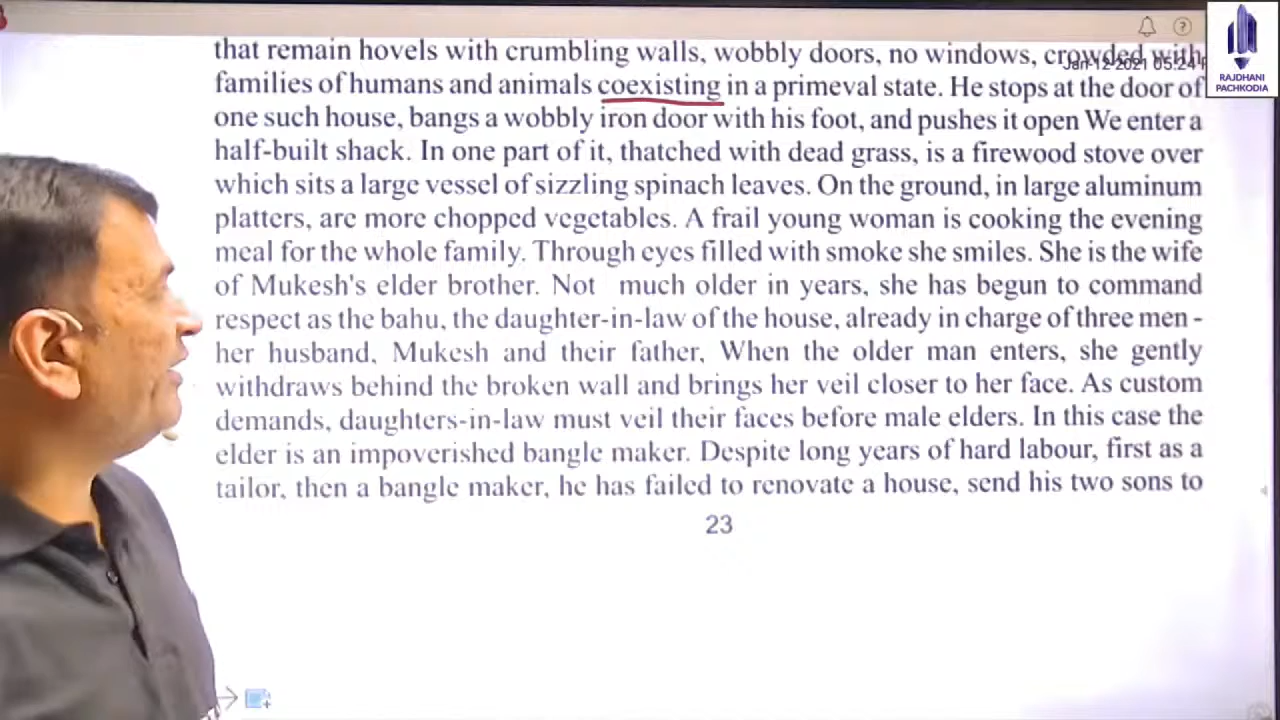 that remain hovels with crumbling walls, wobbly doors, no windows, crowded with
Jan-12-2021 05:24
families of humans and animals coexisting in a primeval state. He stops at the door of
one such house, bangs a wobbly iron door with his foot, and pushes it open We enter a
half-built shack. In one part of it, thatched with dead grass, is a firewood stove over
which sits a large vessel of sizzling spinach leaves. On the ground, in large aluminum
platters, are more chopped vegetables. A frail young woman is cooking the evening
meal for the whole family. Through eyes filled with smoke she smiles. She is the wife
of Mukesh's elder brother. Not much older in years, she has begun to command
respect as the bahu, the daughter-in-law of the house, already in charge of three men -
her husband, Mukesh and their father, When the older man enters, she gently
withdraws behind the broken wall and brings her veil closer to her face. As custom
demands, daughters-in-law must veil their faces before male elders. In this case the
elder is an impoverished bangle maker. Despite long years of hard labour, first as a
tailor, then a bangle maker, he has failed to renovate a house, send his two sons to
23
RAJDHANI
PACHKODIA